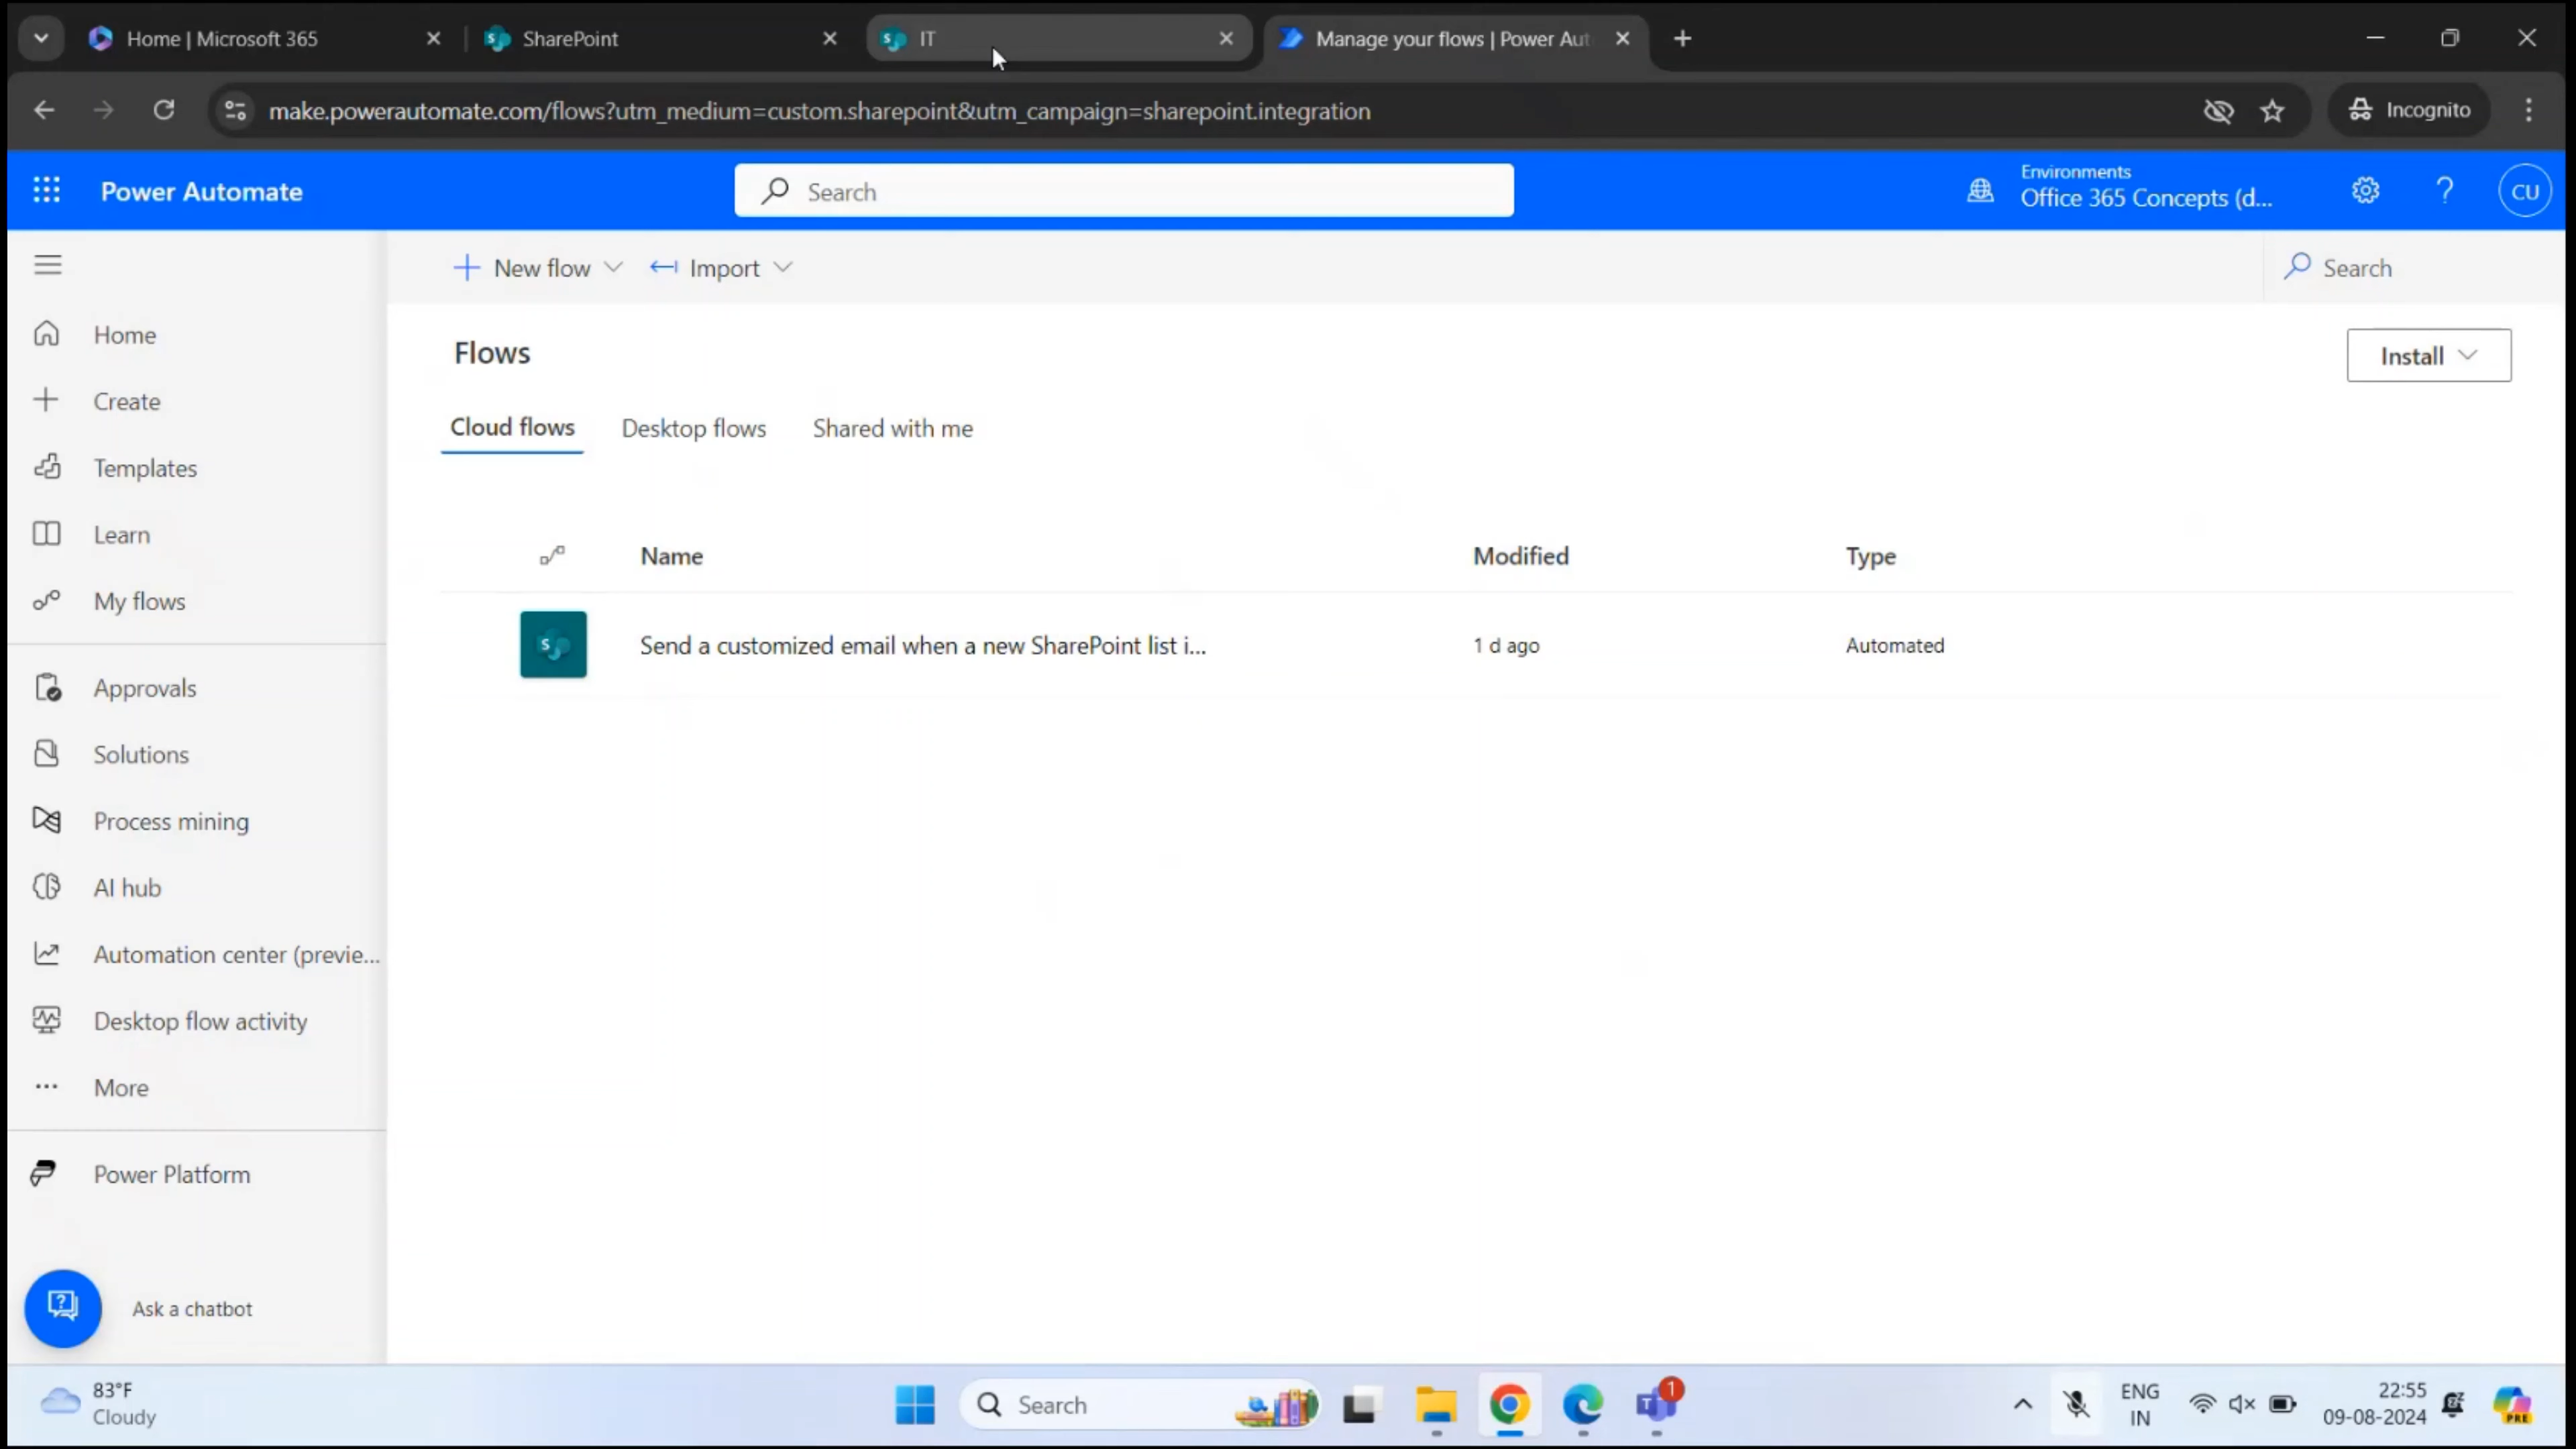 Home | Microsoft 365
SharePoint
IT
Manage your flows | Power Aut
make.powerautomate.com/flows?utm_medium=custom.sharepoint&utm_campaign=sharepoint.integration
Incognito
Power Automate
Search
Environments
Office 365 Concepts (d...
CU
New flow
Import
Search
Home
Create
Templates
Learn
My flows
Approvals
Solutions
Process mining
AI hub
Automation center (previe...
Desktop flow activity
More
Power Platform
Ask a chatbot
Flows
Install
Cloud flows Desktop flows Shared with me
Name Modified Type
Send a customized email when a new SharePoint list i... 1 d ago Automated
83°F
Cloudy
Search
1
ENG
IN
22:55
09-08-2024
PRE